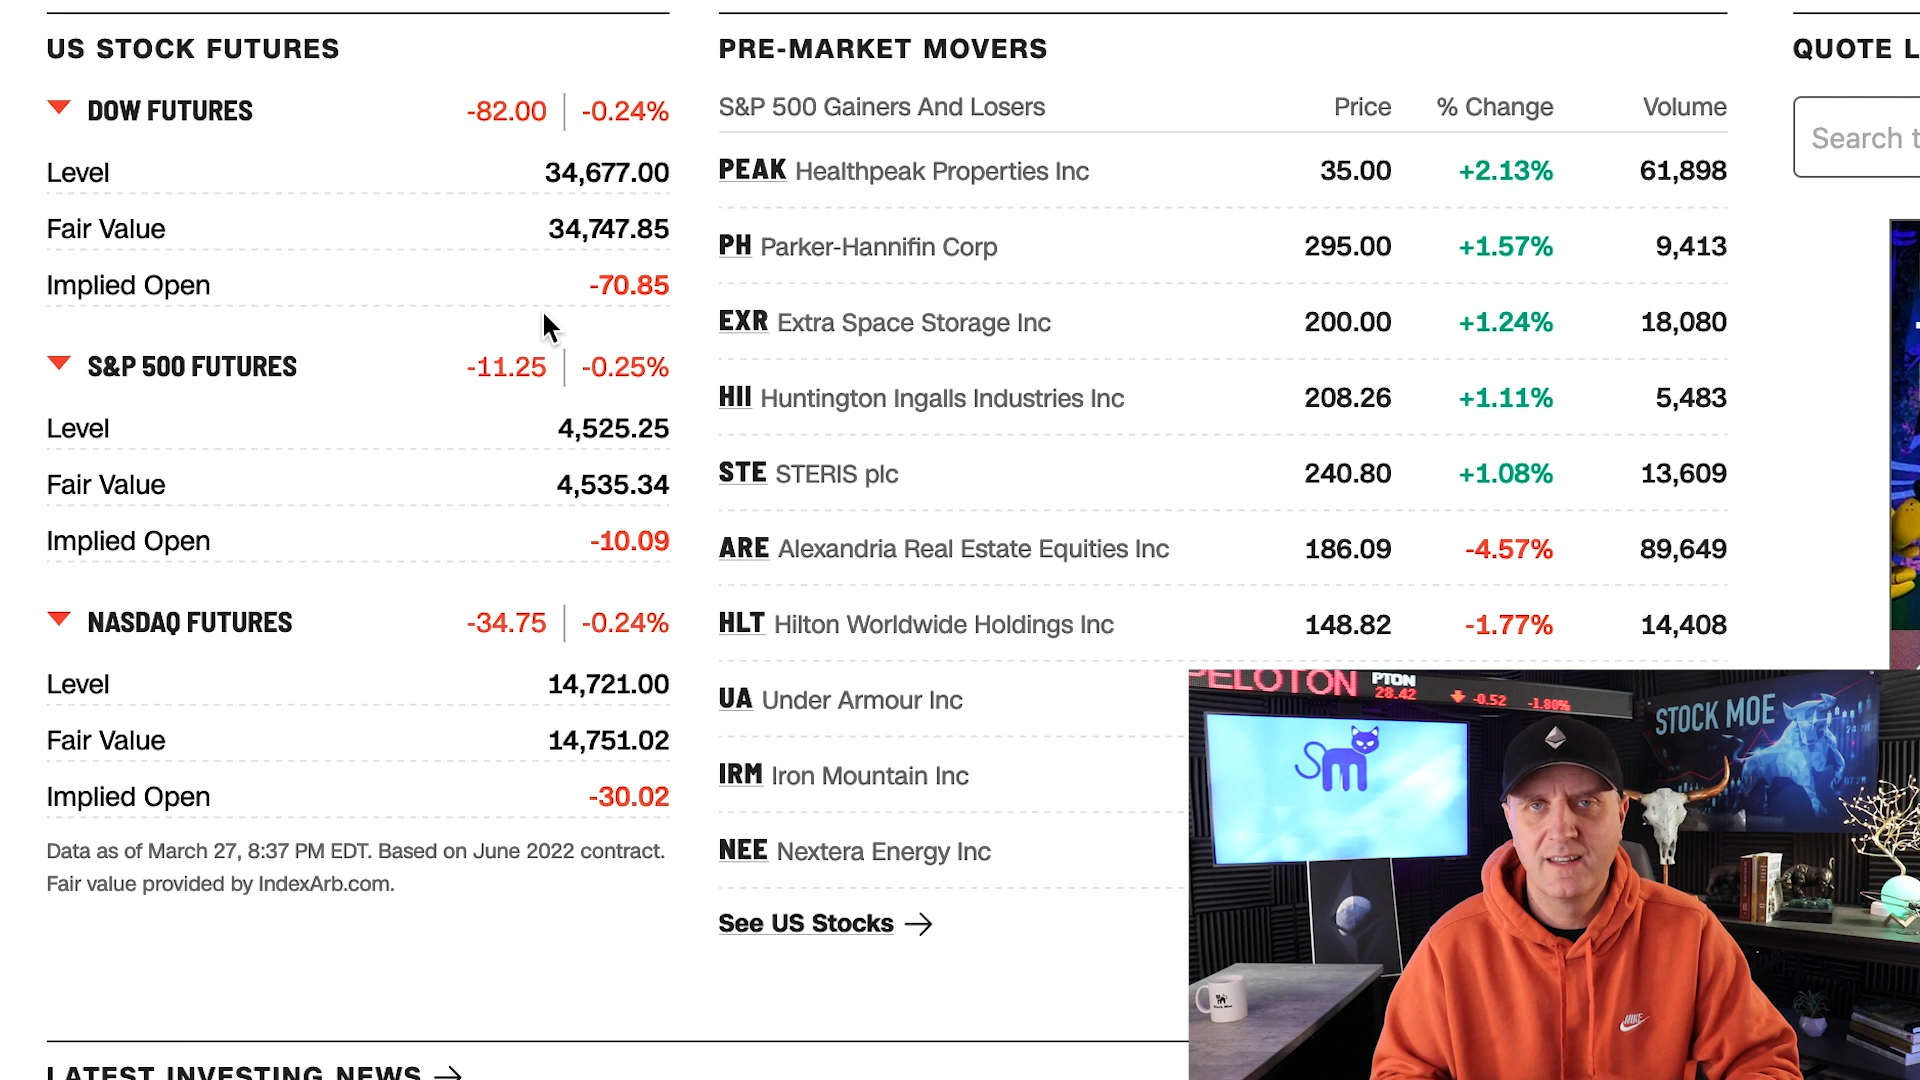 US STOCK FUTURES
DOW FUTURES -82.00 -0.24%
Level 34,677.00
Fair Value 34,747.85
Implied Open -70.85
S&P 500 FUTURES -11.25 -0.25%
Level 4,525.25
Fair Value 4,535.34
Implied Open -10.09
NASDAQ FUTURES -34.75 -0.24%
Level 14,721.00
Fair Value 14,751.02
Implied Open -30.02
Data as of March 27, 8:37 PM EDT. Based on June 2022 contract.
Fair value provided by IndexArb.com.
PRE-MARKET MOVERS
S&P 500 Gainers And Losers Price % Change Volume
PEAK Healthpeak Properties Inc 35.00 +2.13% 61,898
PH Parker-Hannifin Corp 295.00 +1.57% 9,413
EXR Extra Space Storage Inc 200.00 +1.24% 18,080
HII Huntington Ingalls Industries Inc 208.26 +1.11% 5,483
STE STERIS plc 240.80 +1.08% 13,609
ARE Alexandria Real Estate Equities Inc 186.09 -4.57% 89,649
HLT Hilton Worldwide Holdings Inc 148.82 -1.77% 14,408
UA Under Armour Inc
IRM Iron Mountain Inc
NEE Nextera Energy Inc
See US Stocks
LATEST INVESTING NEWS
QUOTE L
Search t
PELOTON PTON
28.42 -0.52 -1.80%
STOCK MOE
Sm
NIKE